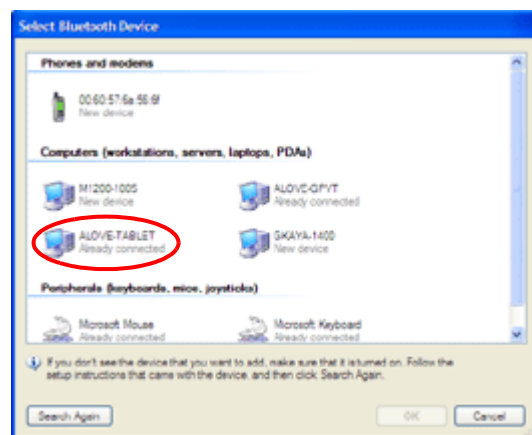 Select Bluetooth Device
Phones and modems
00:60:57:6a:56:6f
New device
Computers (workstations, servers, laptops, PDAs)
M1200-1005
New device
ALOVE-GFVT
Already connected
ALOVE-TABLET
Already connected
GKAYA-1400
New device
Peripherals (keyboards, mice, joysticks)
Microsoft Mouse
Already connected
Microsoft Keyboard
Already connected
If you don't see the device that you want to add, make sure that it is turned on. Follow the
setup instructions that came with the device, and then click Search Again.
Search Again
OK
Cancel